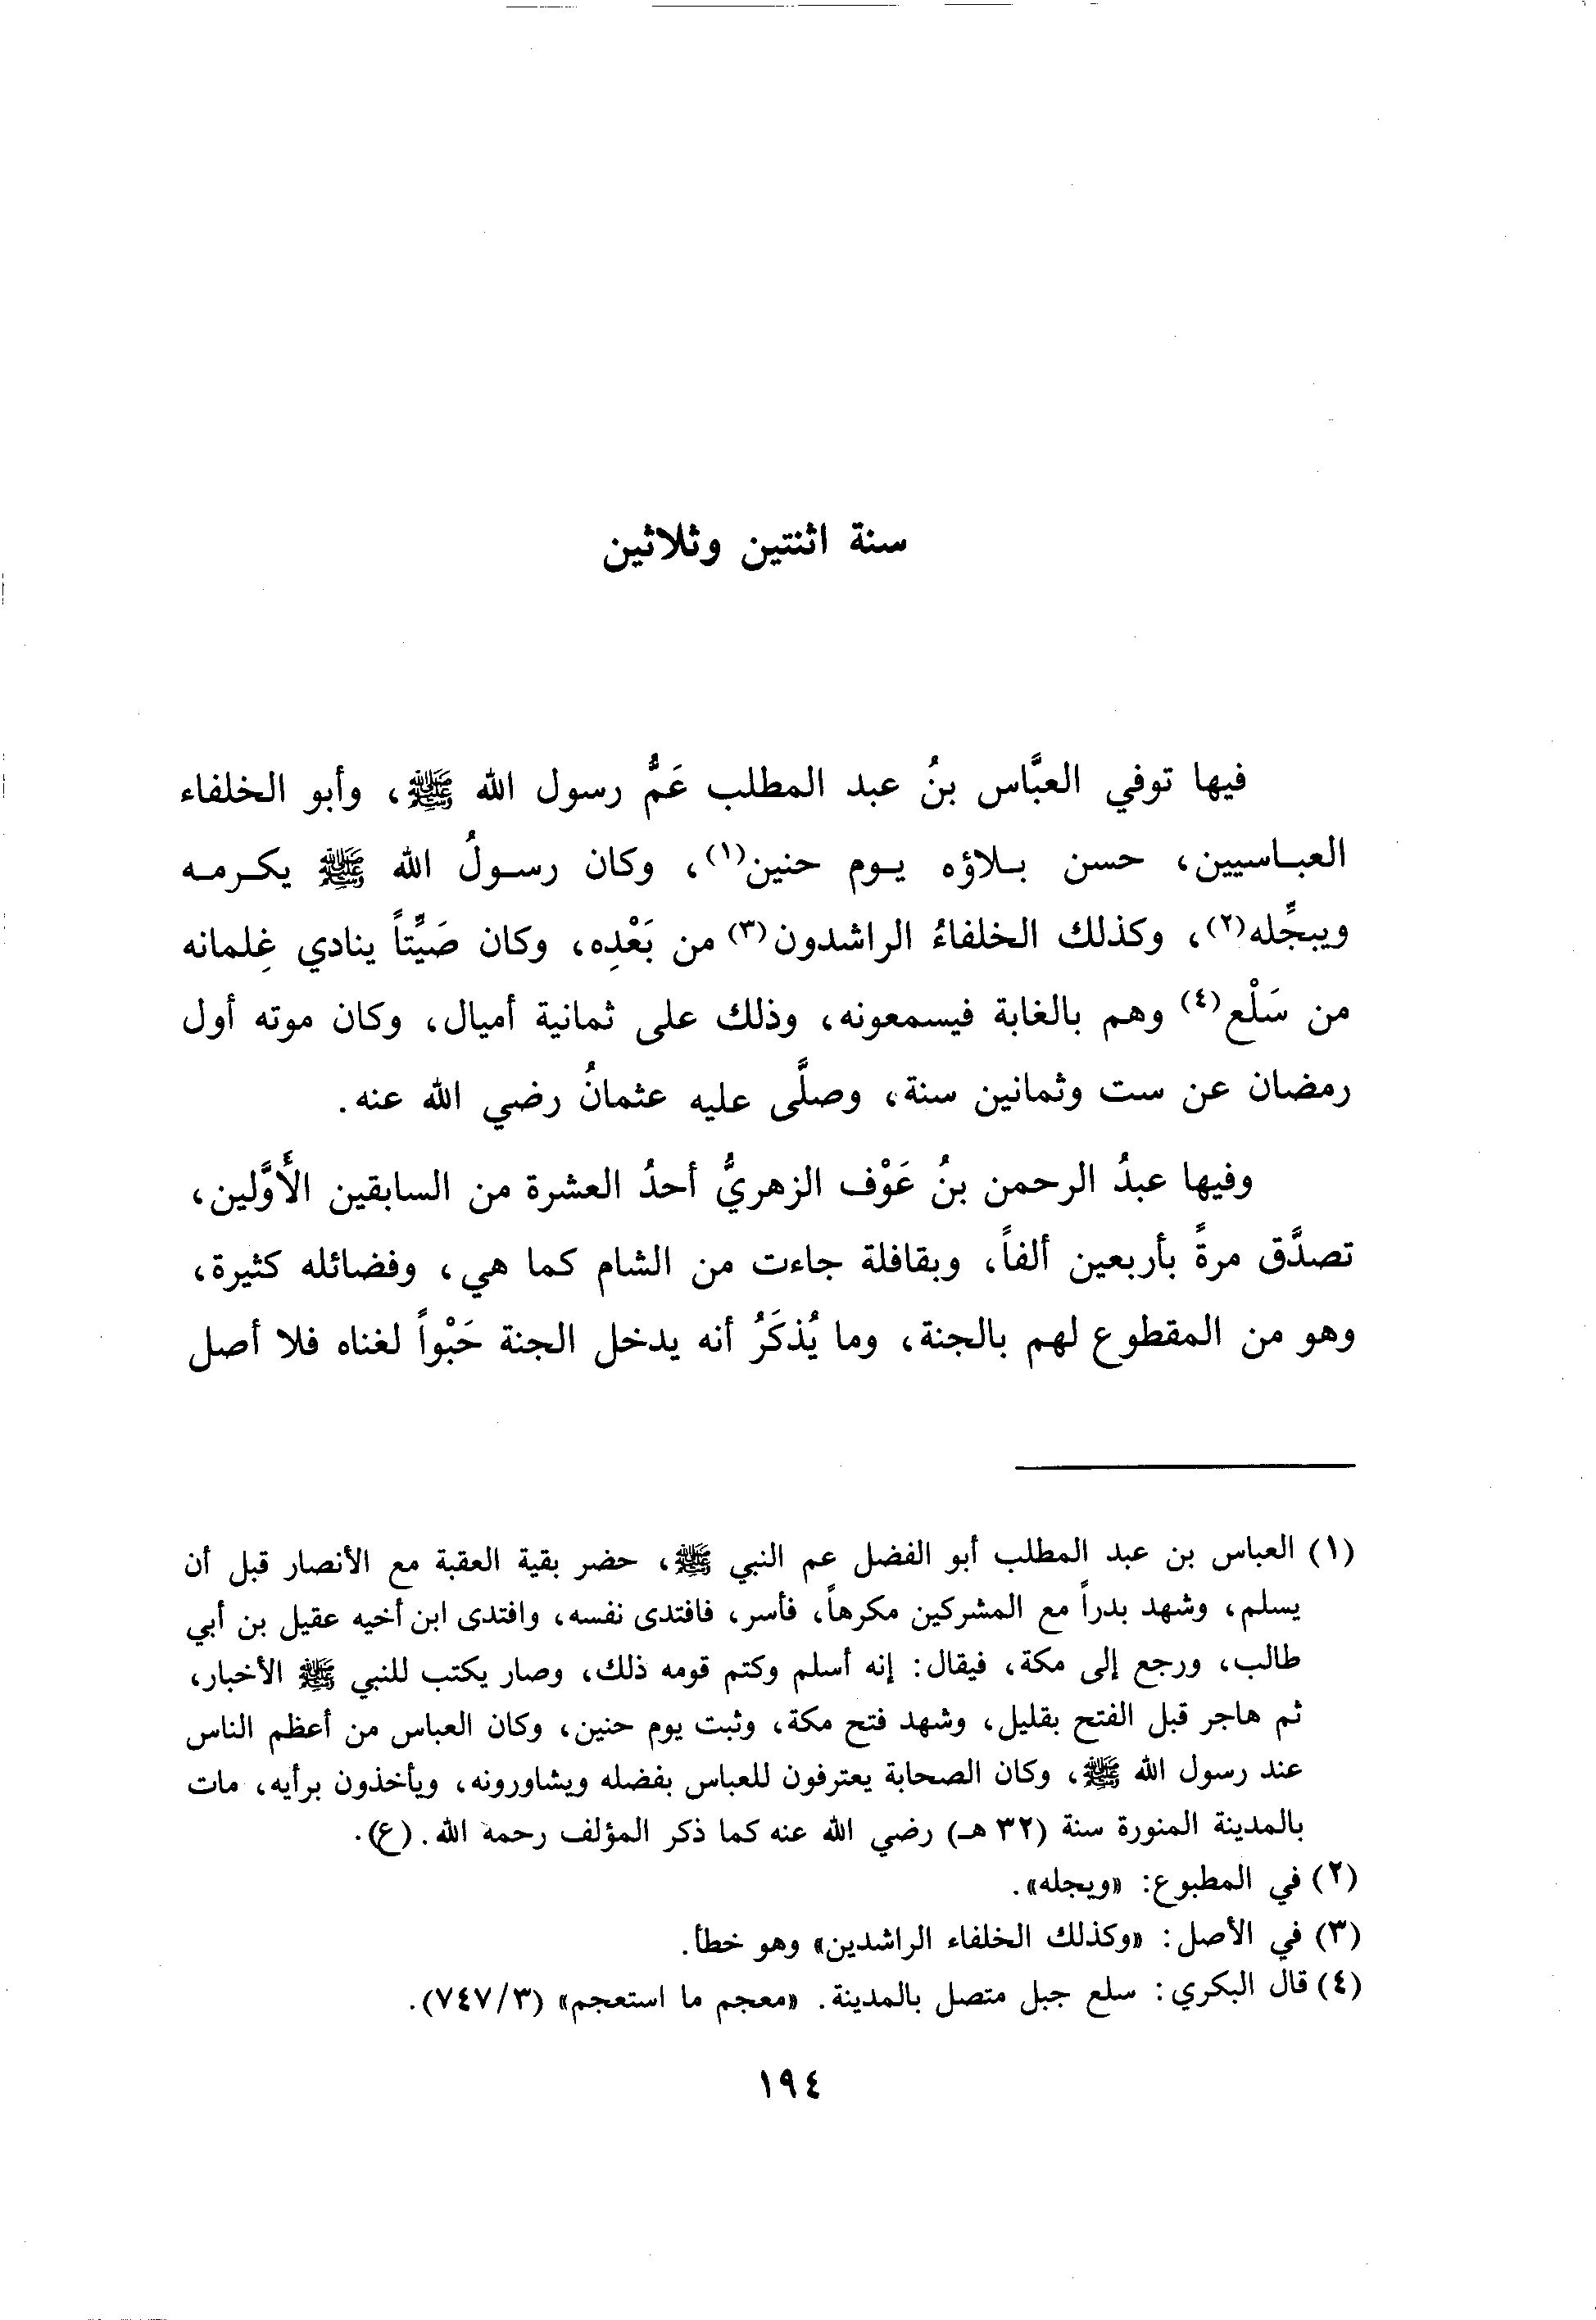 سنة اثنتين وثلاثين
فيها توفي العبَّاس بنُ عبد المطلب عَمُّ رسول الله ﷺ، وأبو الخلفاء
العبـاسيين، حسن بـلاؤه يـوم حنين(١)، وكان رسـولُ الله ﷺ يكـرمـه
ويبجِّله(٢)، وكذلك الخلفاءُ الراشدون(٣) من بَعْدِه، وكان صَيِّتاً ينادي غِلمانه
من سَلْع(٤) وهم بالغابة فيسمعونه، وذلك على ثمانية أميال، وكان موته أول
رمضان عن ست وثمانين سنة، وصلَّى عليه عثمانُ رضي الله عنه.
وفيها عبدُ الرحمن بنُ عَوْف الزهريُّ أحدُ العشرة من السابقين الأَوَّلين،
تصدَّق مرةً بأربعين ألفاً، وبقافلة جاءت من الشام كما هي، وفضائله كثيرة،
وهو من المقطوع لهم بالجنة، وما يُذكَرُ أنه يدخل الجنة حَبْواً لغناه فلا أصل
(١) العباس بن عبد المطلب أبو الفضل عم النبي ﷺ، حضر بقية العقبة مع الأنصار قبل أن
يسلم، وشهد بدراً مع المشركين مكرهاً، فأسر، فافتدى نفسه، وافتدى ابن أخيه عقيل بن أبي
طالب، ورجع إلى مكة، فيقال: إنه أسلم وكتم قومه ذلك، وصار يكتب للنبي ﷺ الأخبار،
ثم هاجر قبل الفتح بقليل، وشهد فتح مكة، وثبت يوم حنين، وكان العباس من أعظم الناس
عند رسول الله ﷺ، وكان الصحابة يعترفون للعباس بفضله ويشاورونه، ويأخذون برأيه، مات
بالمدينة المنورة سنة (٣٢ هـ) رضي الله عنه كما ذكر المؤلف رحمه الله. (ع).
(٢) في المطبوع: «ويجله».
(٣) في الأصل: «وكذلك الخلفاء الراشدين» وهو خطأ.
(٤) قال البكري: سلع جبل متصل بالمدينة. «معجم ما استعجم» (٧٤٧/٣).
١٩٤